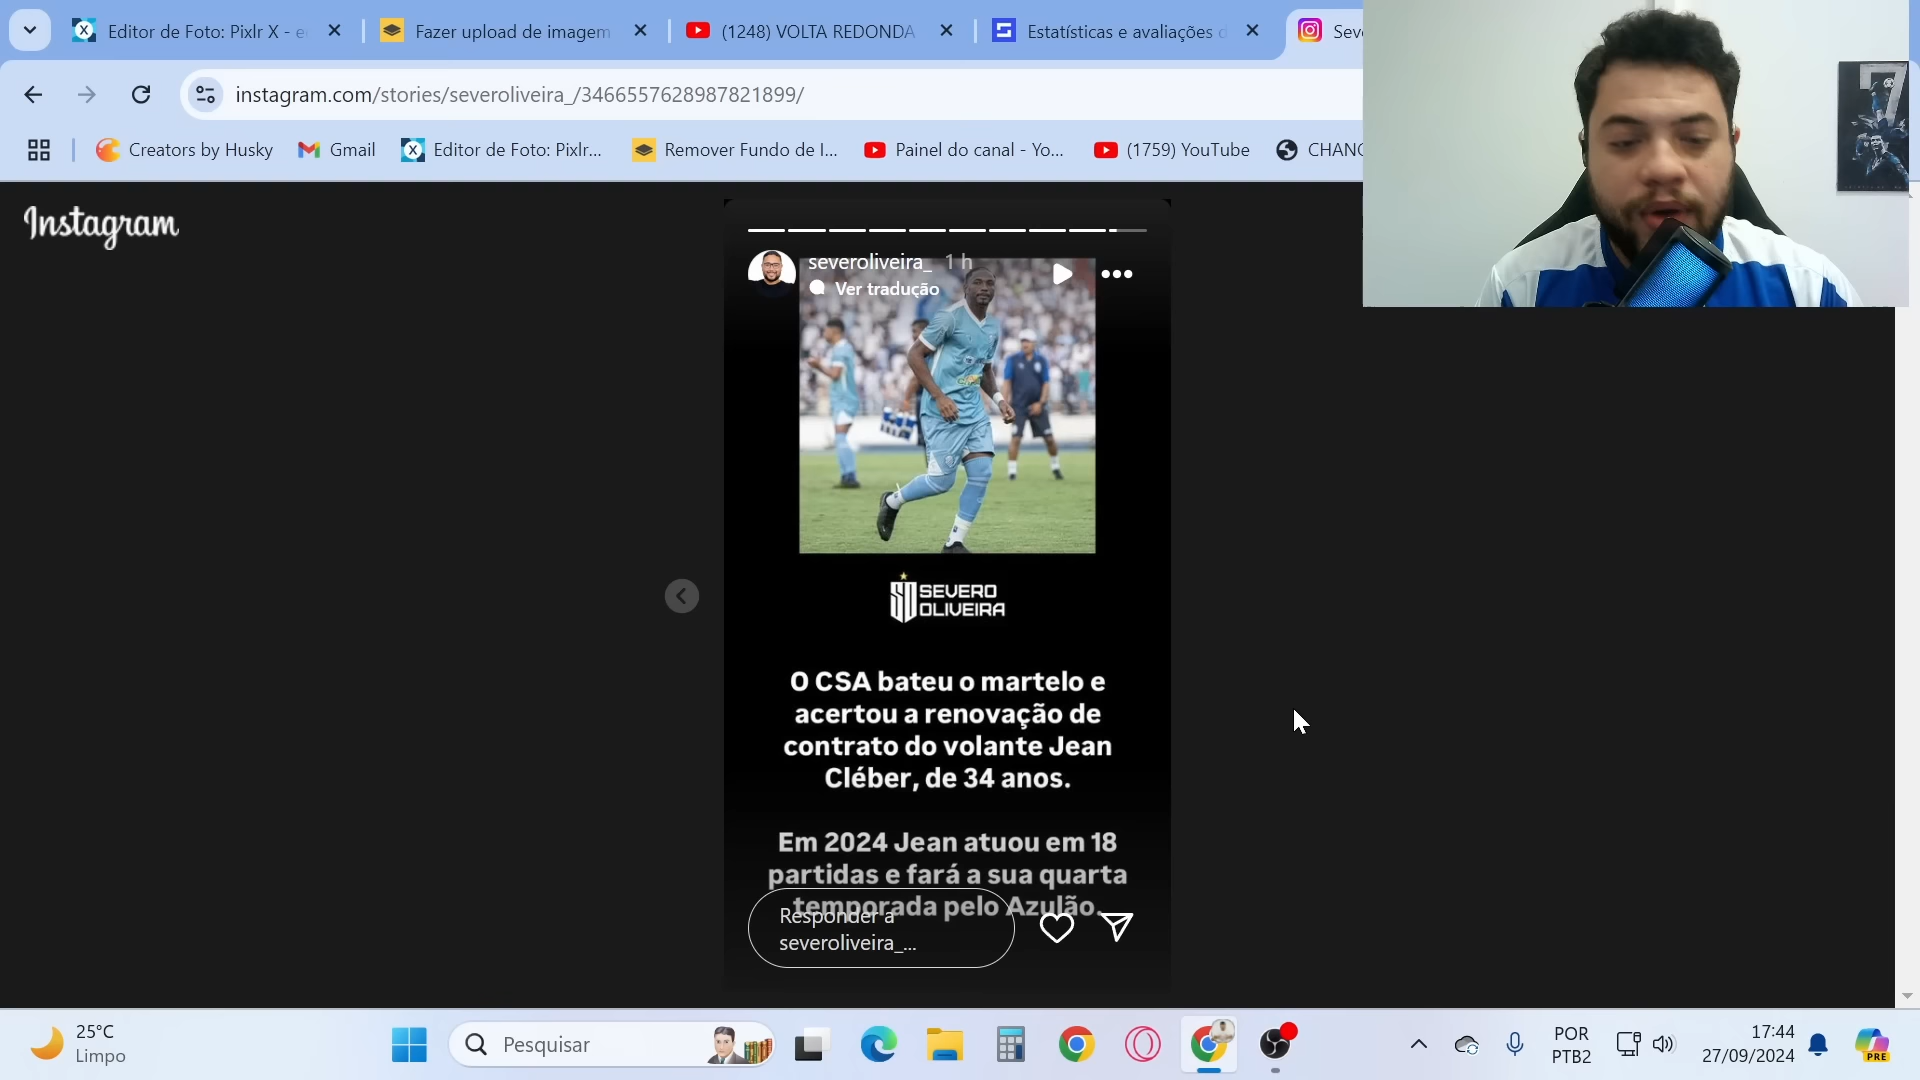 Editor de Foto: Pixlr X - e
Fazer upload de imagem
(1248) VOLTA REDONDA
Estatísticas e avaliações d
Seve
instagram.com/stories/severoliveira_/3466557628987821899/
Creators by Husky
Gmail
Editor de Foto: Pixlr...
Remover Fundo de I...
Painel do canal - Yo...
(1759) YouTube
CHANG
7
Instagram
severoliveira_ 1 h
Ver tradução
SEVERO
OLIVEIRA
O CSA bateu o martelo e
acertou a renovação de
contrato do volante Jean
Cléber, de 34 anos.
Em 2024 Jean atuou em 18
partidas e fará a sua quarta
temporada pelo Azulão.
Responder a
severoliveira_...
25°C
Limpo
Pesquisar
POR
PTB2
17:44
27/09/2024
PRE